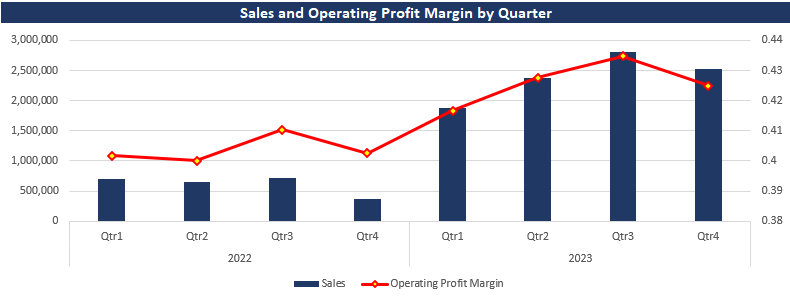 Sales and Operating Profit Margin by Quarter
3,000,000 0.44
2,500,000 0.43
2,000,000 0.42
1,500,000 0.41
1,000,000 0.4
500,000 0.39
0 0.38
Qtr1 Qtr2 Qtr3 Qtr4 Qtr1 Qtr2 Qtr3 Qtr4
2022 2023
Sales Operating Profit Margin